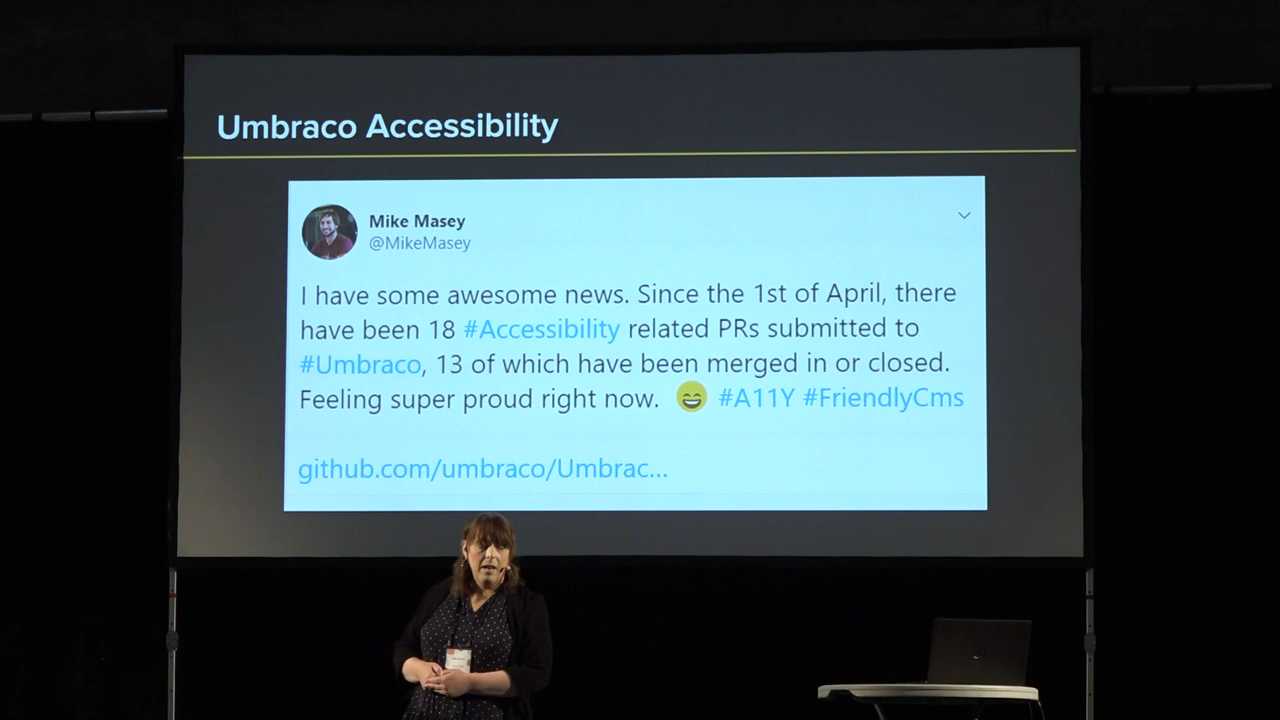 Umbraco Accessibility
Mike Masey
@MikeMasey
I have some awesome news. Since the 1st of April, there
have been 18 #Accessibility related PRs submitted to
#Umbraco, 13 of which have been merged in or closed.
Feeling super proud right now. 😄 #A11Y #FriendlyCms
github.com/umbraco/Umbrac...